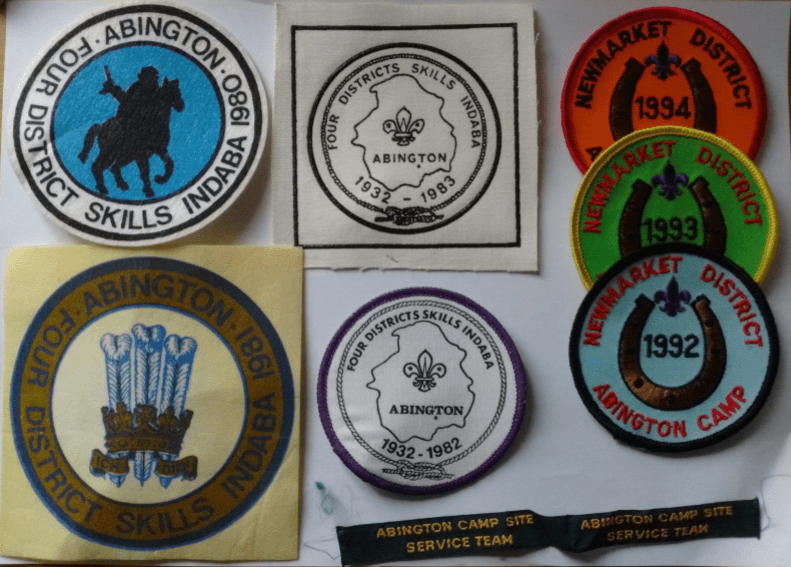 · ABINGTON ·
FOUR DISTRICT SKILLS INDABA 1980
FOUR DISTRICTS SKILLS INDABA
ABINGTON
1932 - 1983
NEWMARKET DISTRICT
1994
NEWMARKET DISTRICT
1993
NEWMARKET DISTRICT
1992
ABINGTON CAMP
· ABINGTON ·
FOUR DISTRICT SKILLS INDABA 1981
ICH
FOUR DISTRICTS SKILLS INDABA
ABINGTON
1932 - 1982
ABINGTON CAMP SITE
SERVICE TEAM
ABINGTON CAMP SITE
SERVICE TEAM